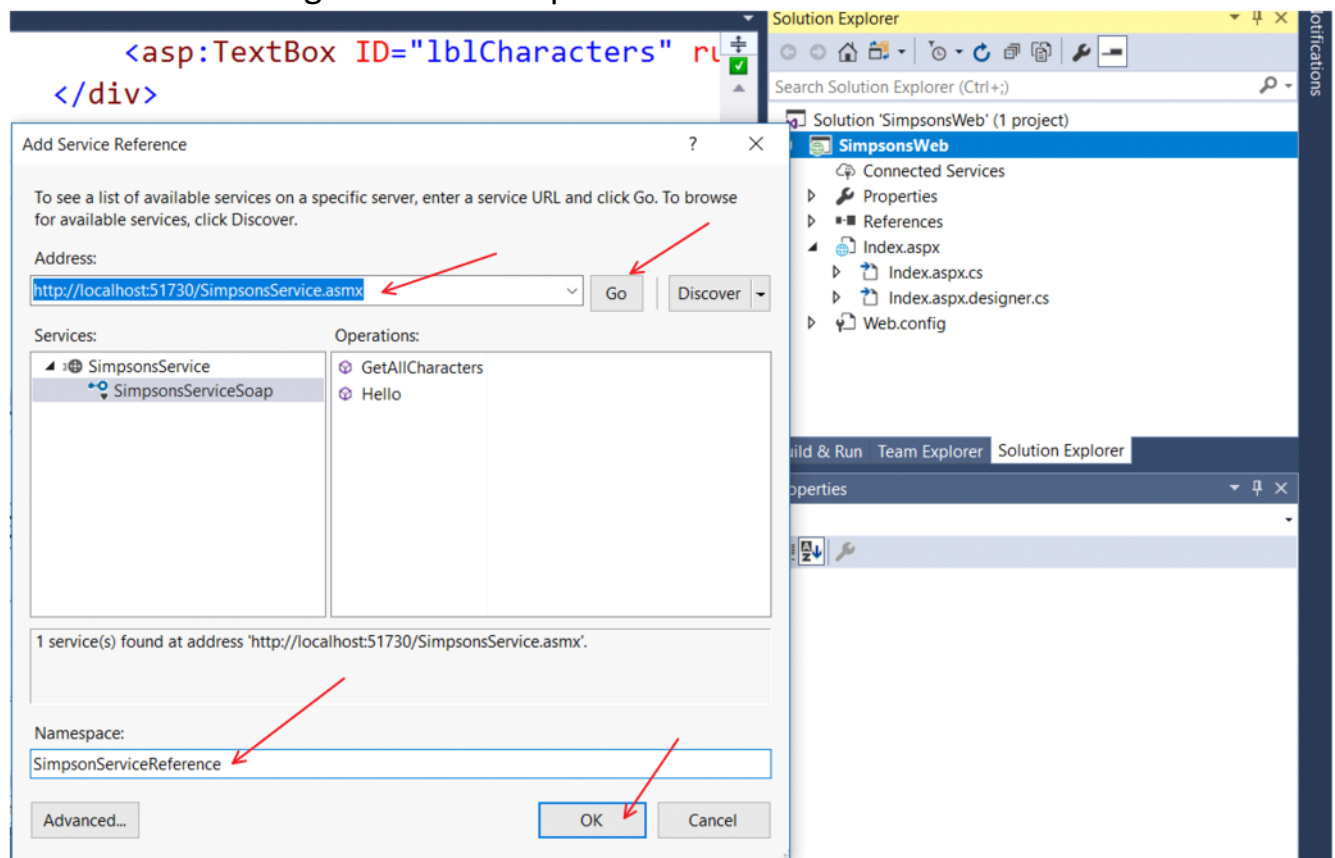 Solution Explorer
<asp:TextBox ID="lblCharacters"
</div>
Search Solution Explorer (Ctrl+;)
Notifications
Solution 'SimpsonsWeb' (1 project)
SimpsonsWeb
Connected Services
Properties
References
Index.aspx
Index.aspx.cs
Index.aspx.designer.cs
Web.config
Add Service Reference
? ×
To see a list of available services on a specific server, enter a service URL and click Go. To browse
for available services, click Discover.
Address:
http://localhost:51730/SimpsonsService.asmx
Go
Discover
Services:
Operations:
SimpsonsService
SimpsonsServiceSoap
GetAllCharacters
Hello
1 service(s) found at address 'http://localhost:51730/SimpsonsService.asmx'.
Namespace:
SimpsonServiceReference
Advanced...
OK
Cancel
uild & Run Team Explorer Solution Explorer
operties